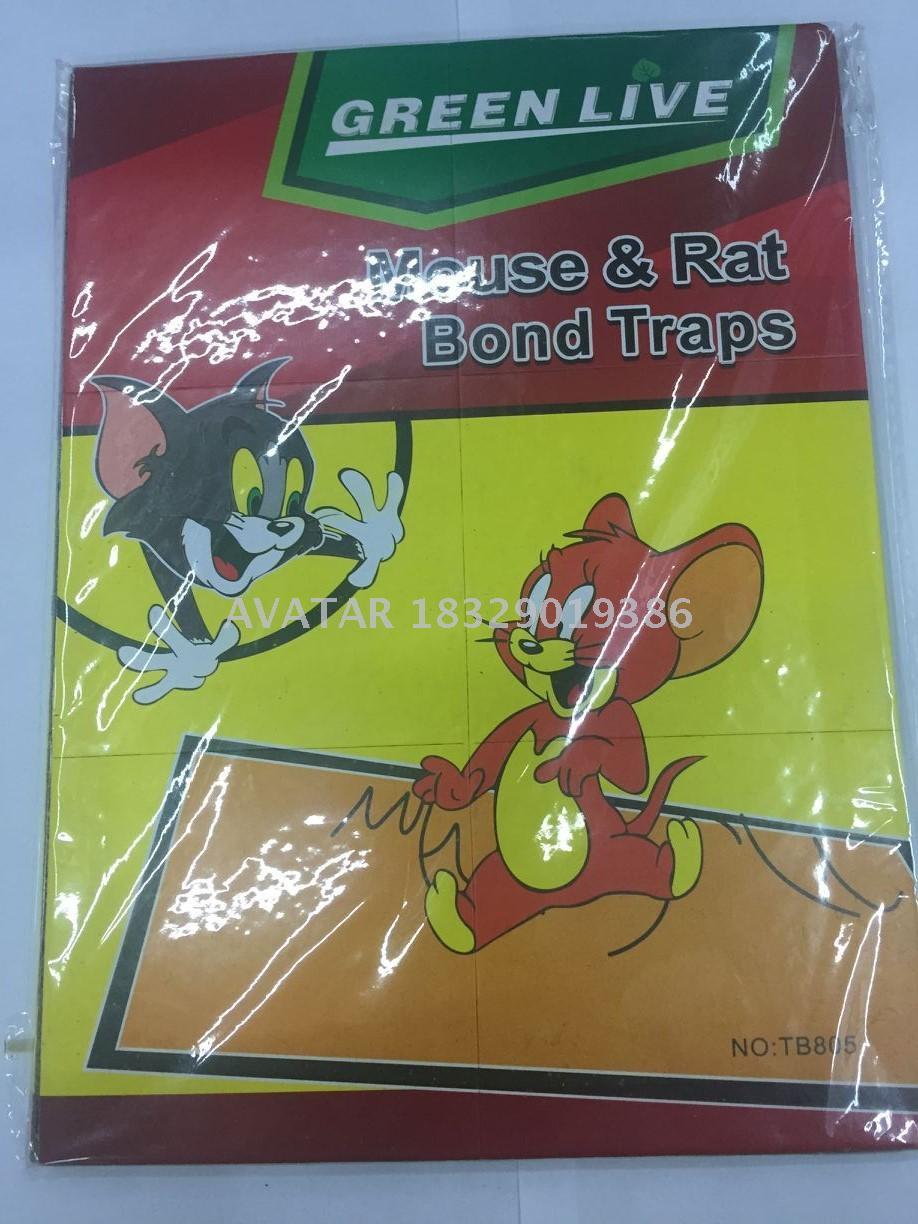 GREEN LIVE
Mouse & Rat
Bond Traps
AVATAR 18329019386
NO:TB805